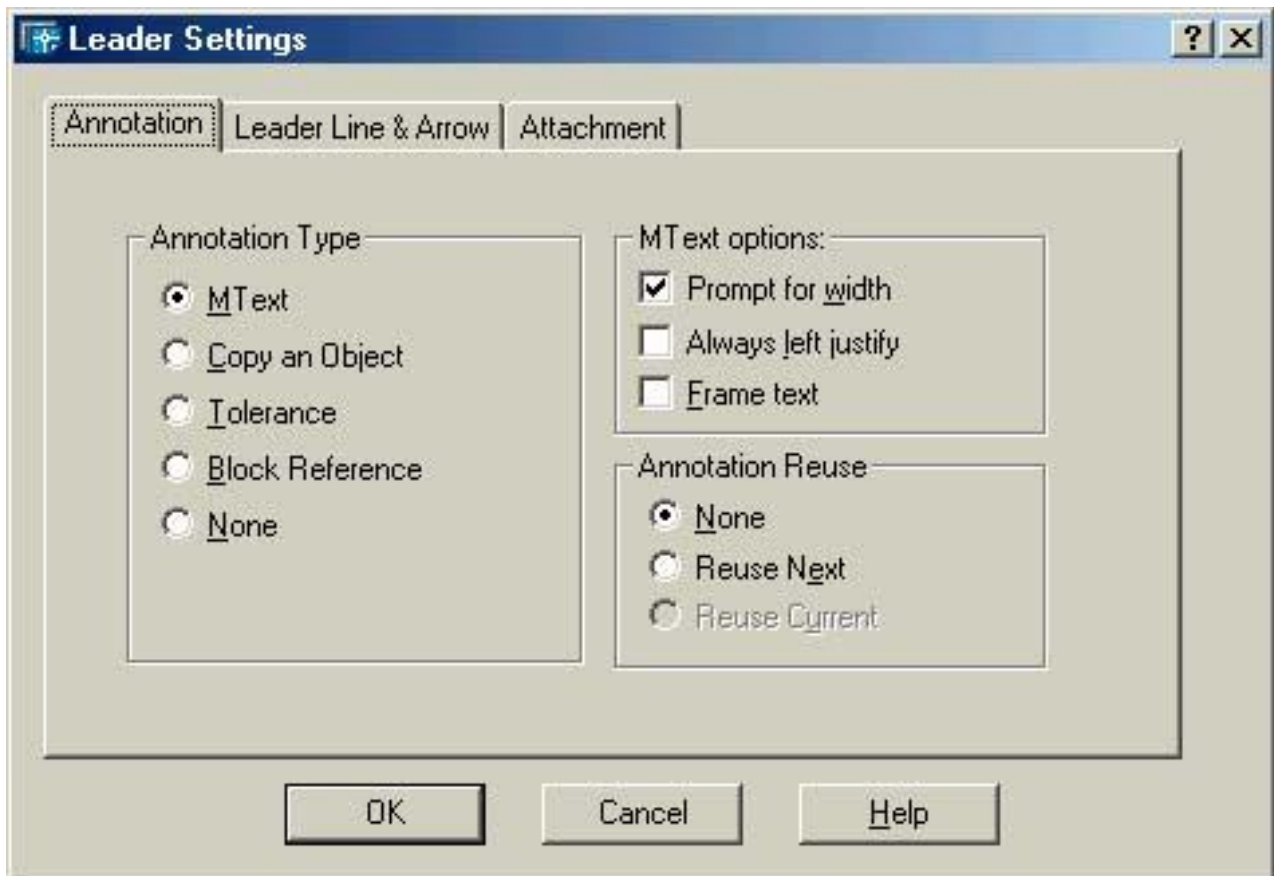 Leader Settings
Annotation
Leader Line & Arrow
Attachment
Annotation Type
MText
Copy an Object
Tolerance
Block Reference
None
MText options:
Prompt for width
Always left justify
Frame text
Annotation Reuse
None
Reuse Next
Reuse Current
OK
Cancel
Help